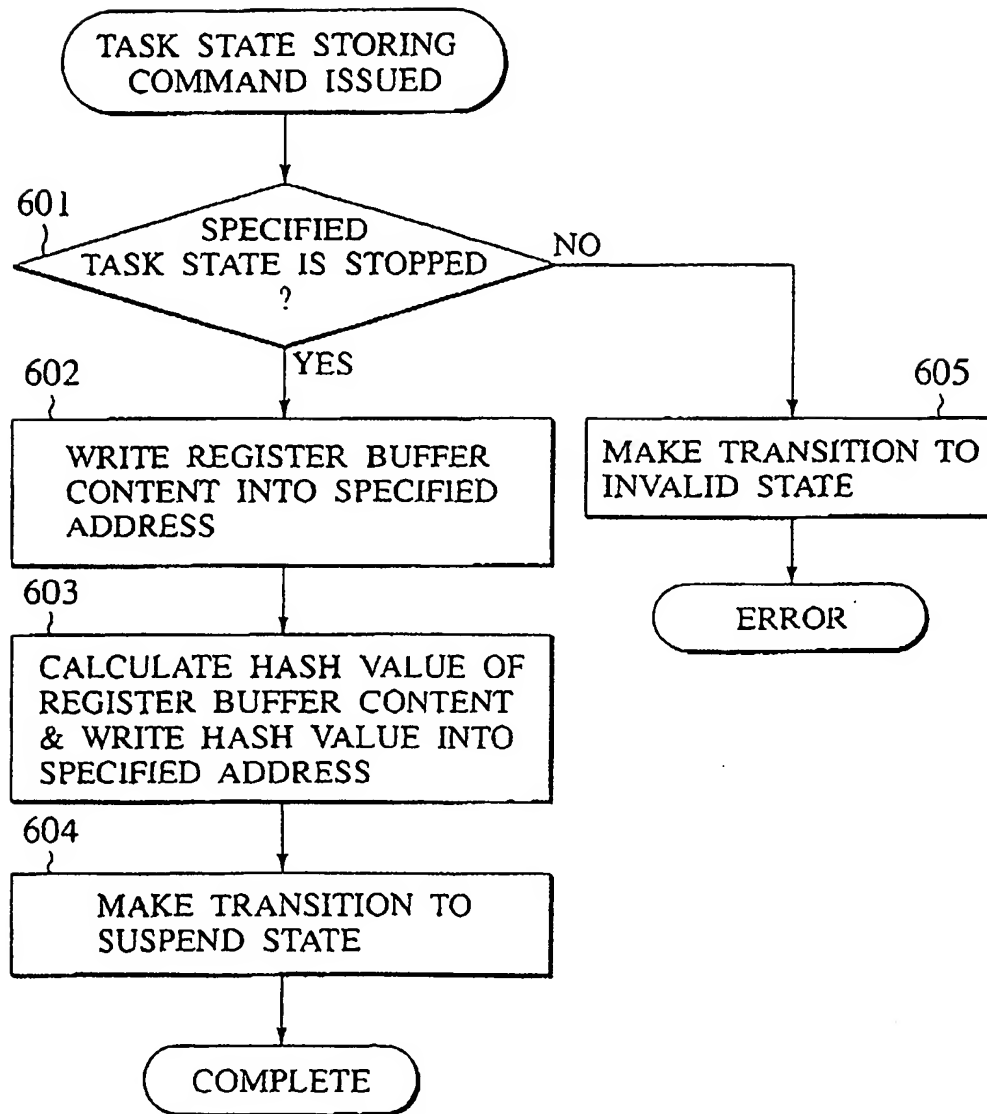 TASK STATE STORING
COMMAND ISSUED
601
SPECIFIED
TASK STATE IS STOPPED
?
NO
YES
602
WRITE REGISTER BUFFER
CONTENT INTO SPECIFIED
ADDRESS
605
MAKE TRANSITION TO
INVALID STATE
ERROR
603
CALCULATE HASH VALUE OF
REGISTER BUFFER CONTENT
& WRITE HASH VALUE INTO
SPECIFIED ADDRESS
604
MAKE TRANSITION TO
SUSPEND STATE
COMPLETE